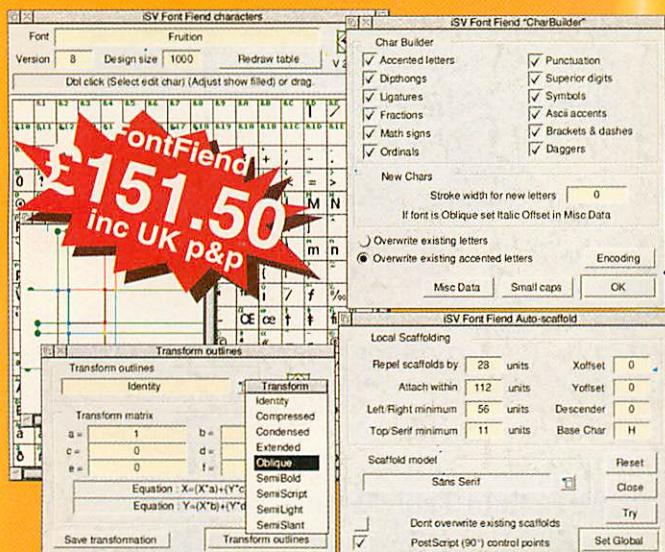 iSV Font Fiend characters
Font Fruition
Version 8 Design size 1000 Redraw table
Dbl click (Select edit char) (Adjust show filled) or drag.
FontFiend
£151.50
inc UK p&p
Transform outlines
Transform outlines
Identity
Transform
Identity
Compressed
Condensed
Extended
Oblique
SemiBold
SemiScript
SemiLight
SemiSlant
Transform matrix
a = 1 b =
c = 0 d =
e = 0 f =
Equation : X=(X*a)+(Y*c
Equation : Y=(X*b)+(Y*d
Save transformation Transform outlines
iSV Font Fiend "CharBuilder"
Char Builder
Accented letters Punctuation
Dipthongs Superior digits
Ligatures Symbols
Fractions Ascii accents
Math signs Brackets & dashes
Ordinals Daggers
New Chars
Stroke width for new letters 0
If font is Oblique set Italic Offset in Misc Data
Overwrite existing letters
Overwrite existing accented letters Encoding
Misc Data Small caps OK
iSV Font Fiend Auto-scaffold
Local Scaffolding
Repel scaffolds by 28 units Xoffset 0
Attach within 112 units Yoffset 0
Left/Right minimum 56 units Descender 0
Top/Serif minimum 11 units Base Char H
Scaffold model Reset
Sans Serif Close
Try
Dont overwrite existing scaffolds
PostScript (90°) control points Set Global